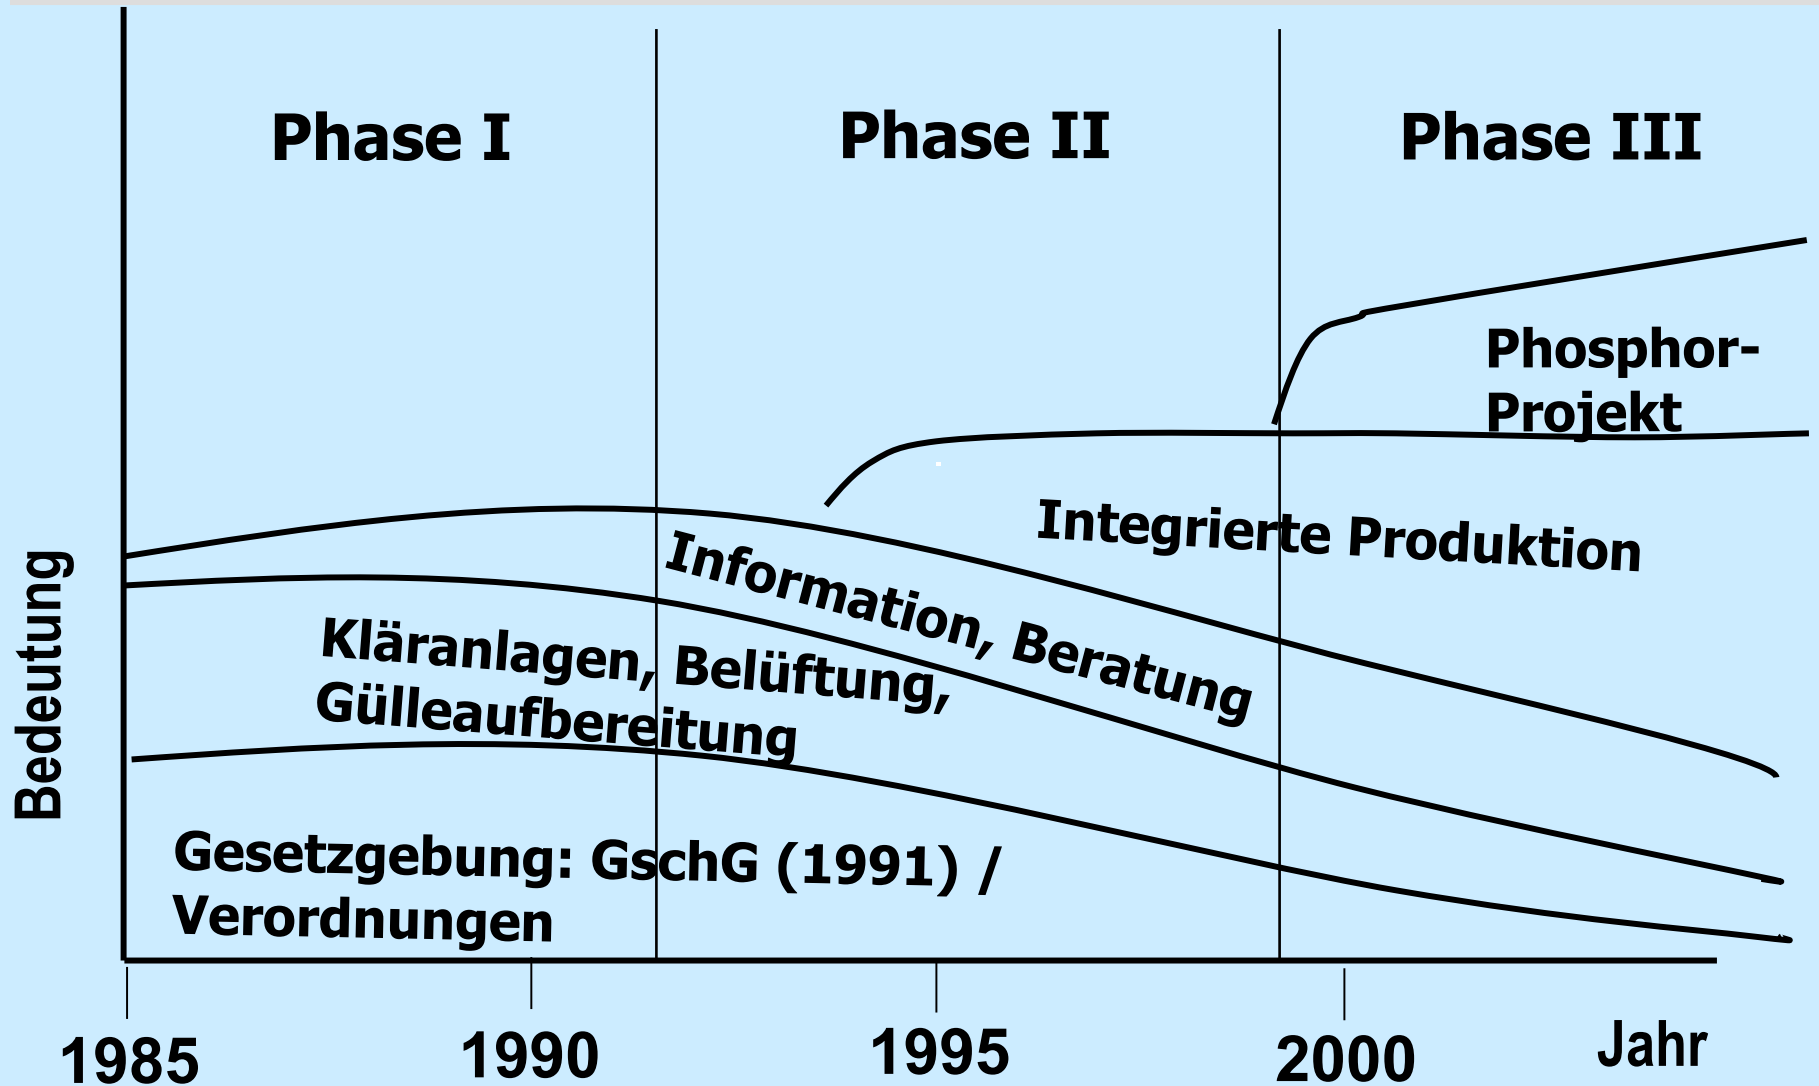 Phase I
Phase II
Phase III
Phosphor-
Projekt
Integrierte Produktion
Information, Beratung
Kläranlagen, Belüftung,
Gülleaufbereitung
Gesetzgebung: GschG (1991) /
Verordnungen
Bedeutung
1985
1990
1995
2000
Jahr